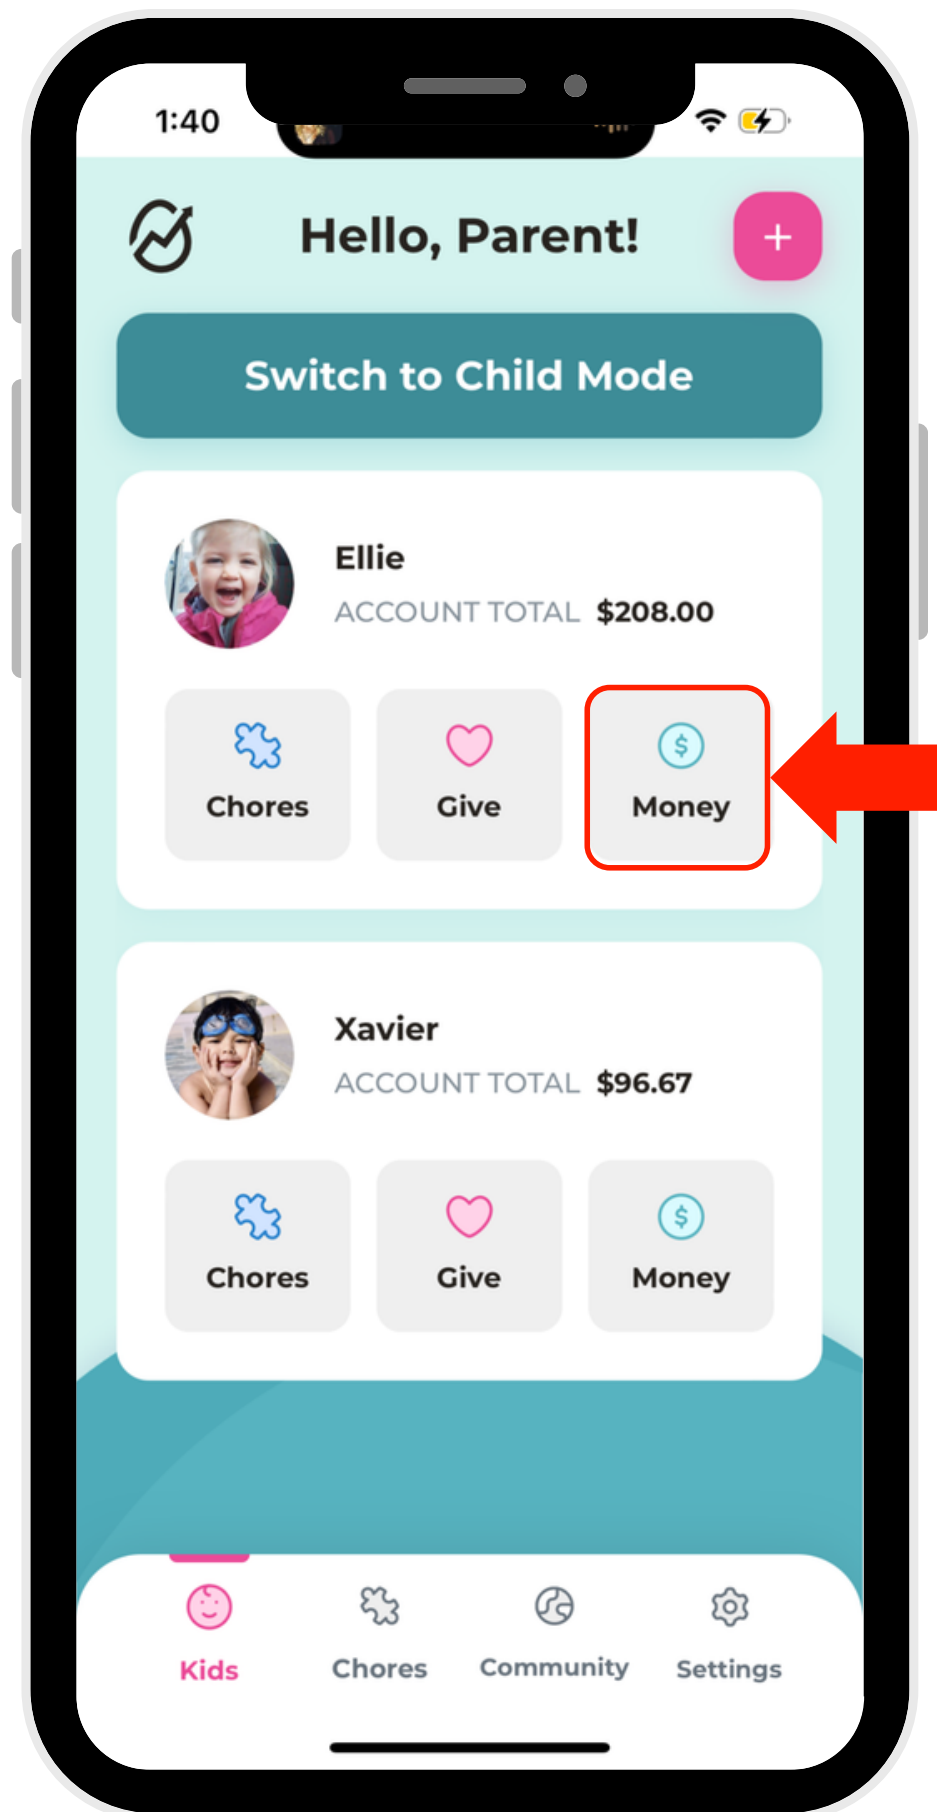 1:40
Hello, Parent!
+
Switch to Child Mode
Ellie
ACCOUNT TOTAL $208.00
Chores Give $ Money
Xavier
ACCOUNT TOTAL $96.67
Chores Give $ Money
Kids Chores Community Settings